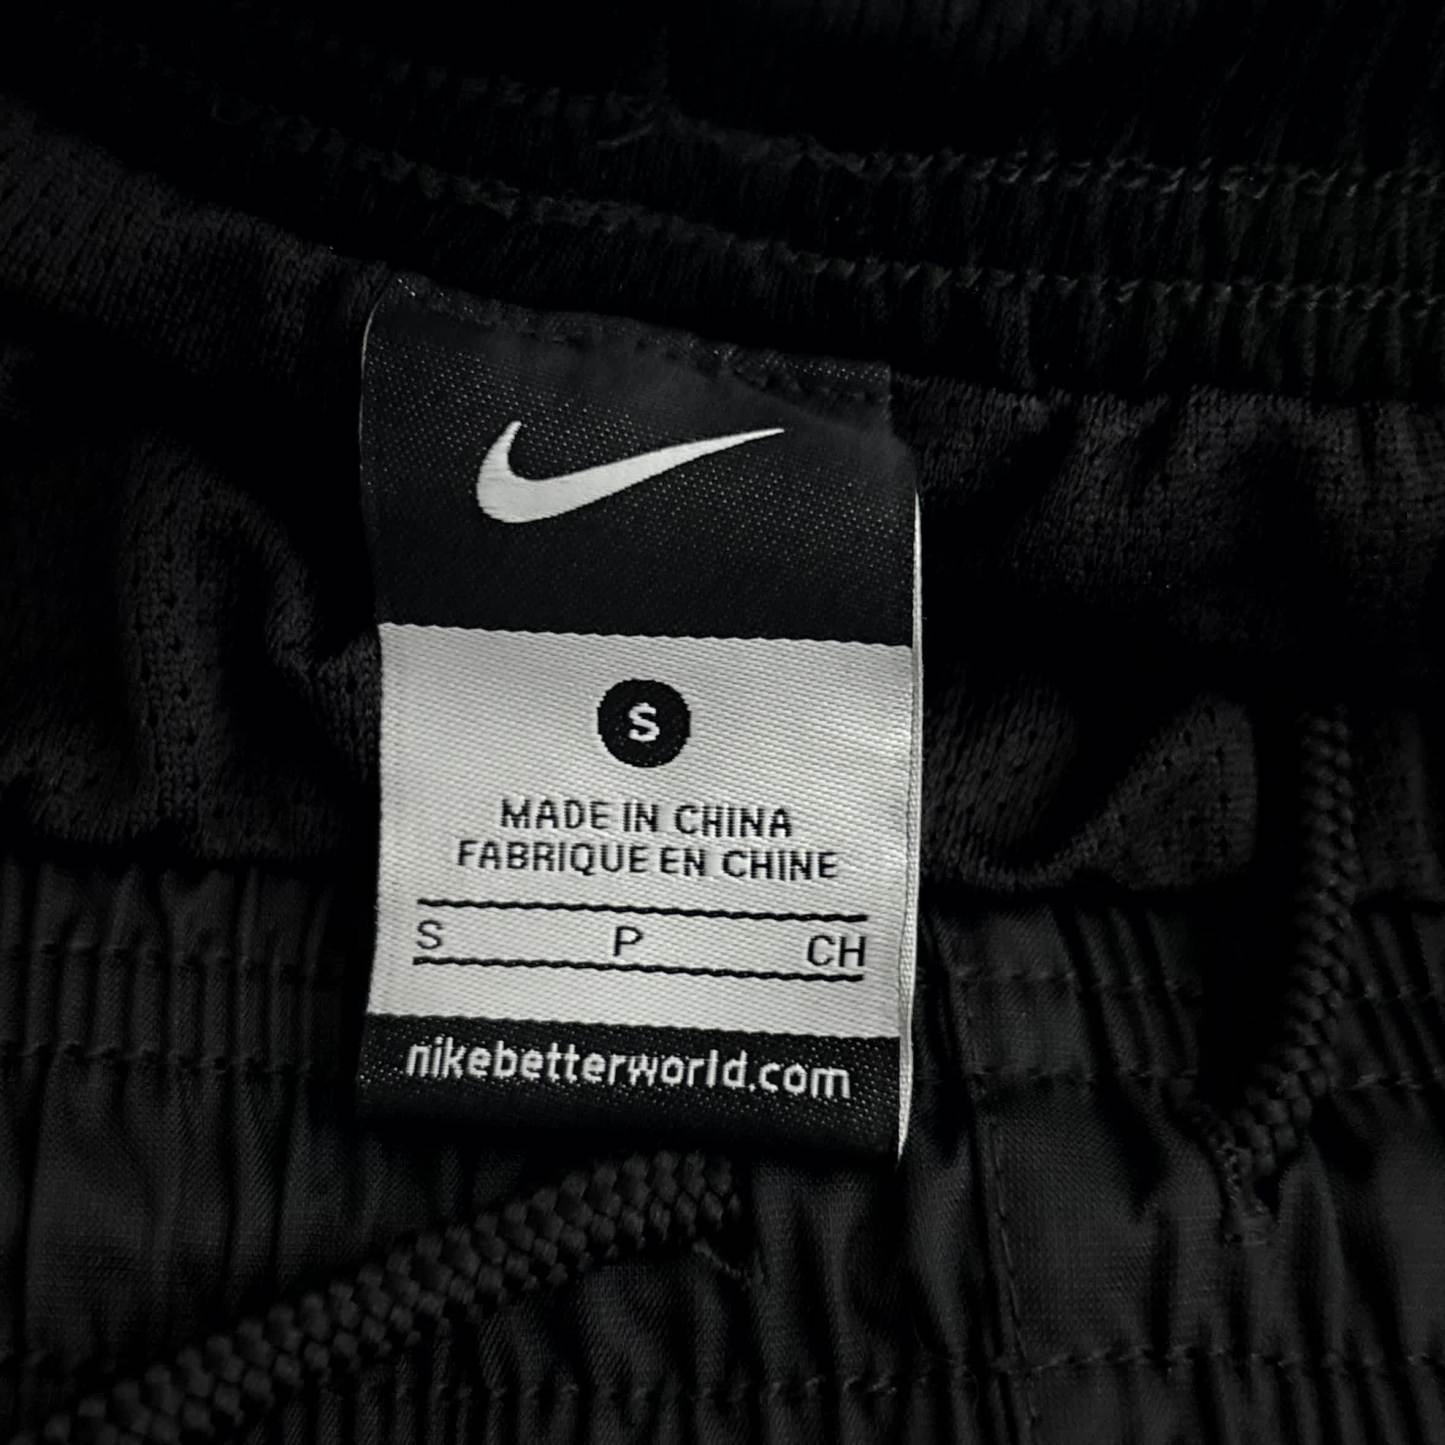 S
MADE IN CHINA
FABRIQUE EN CHINE
S P CH
nikebetterworld.com